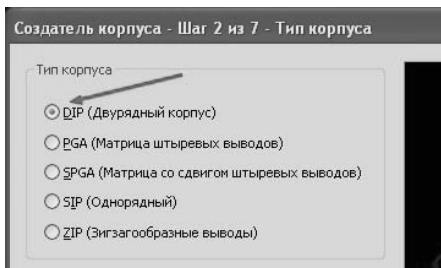 Создатель корпуса - Шаг 2 из 7 - Тип корпуса
Тип корпуса
DIP (Двурядный корпус)
PGA (Матрица штыревых выводов)
SPGA (Матрица со сдвигом штыревых выводов)
SIP (Однорядный)
ZIP (Зигзагообразные выводы)